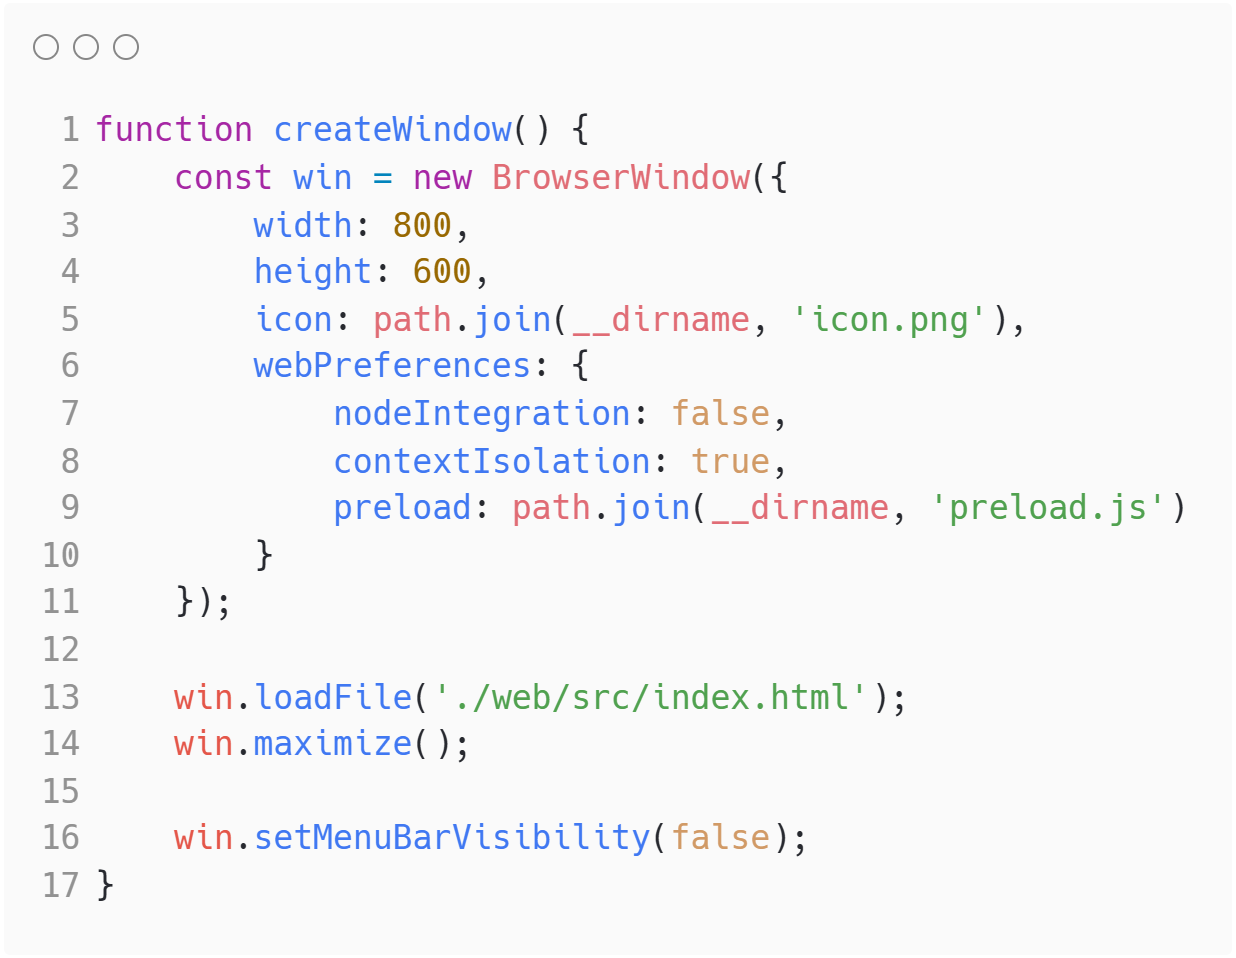 1 function createWindow() {
2     const win = new BrowserWindow({
3         width: 800,
4         height: 600,
5         icon: path.join(__dirname, 'icon.png'),
6         webPreferences: {
7             nodeIntegration: false,
8             contextIsolation: true,
9             preload: path.join(__dirname, 'preload.js')
10         }
11     });
12
13     win.loadFile('./web/src/index.html');
14     win.maximize();
15
16     win.setMenuBarVisibility(false);
17 }